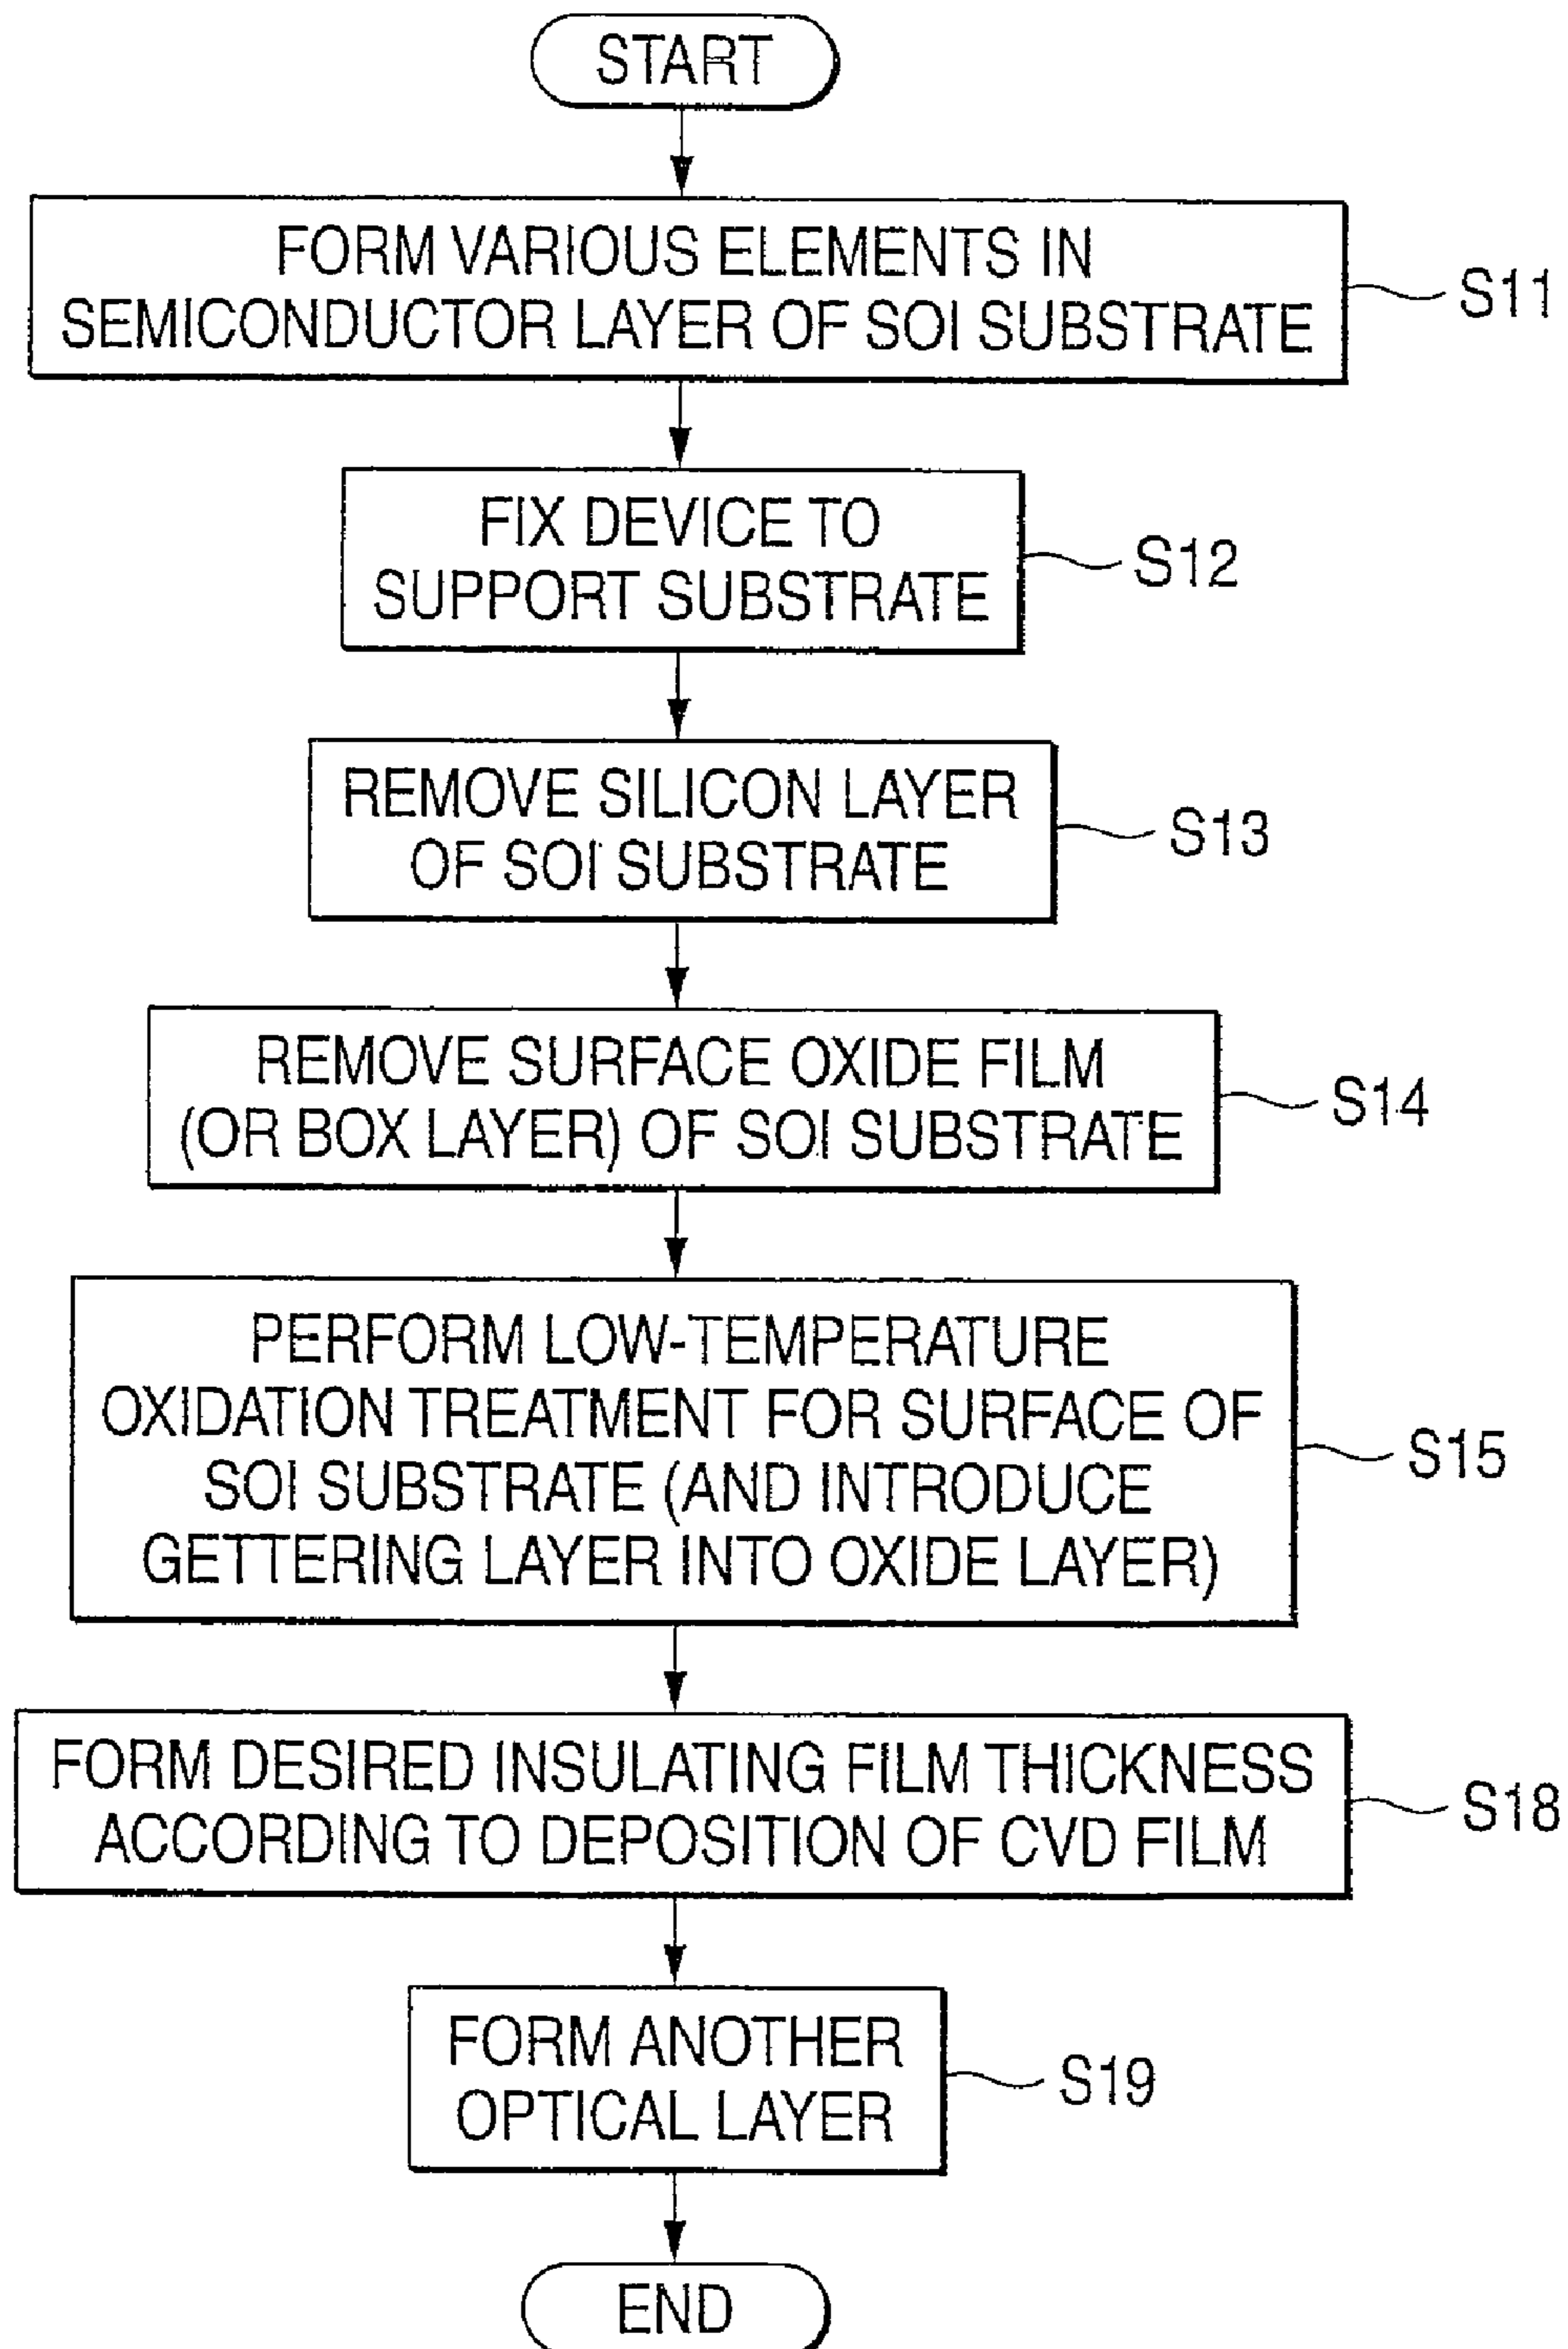 START
FORM VARIOUS ELEMENTS IN
SEMICONDUCTOR LAYER OF SOI SUBSTRATE
S11
FIX DEVICE TO
SUPPORT SUBSTRATE
S12
REMOVE SILICON LAYER
OF SOI SUBSTRATE
S13
REMOVE SURFACE OXIDE FILM
(OR BOX LAYER) OF SOI SUBSTRATE
S14
PERFORM LOW-TEMPERATURE
OXIDATION TREATMENT FOR SURFACE OF
SOI SUBSTRATE (AND INTRODUCE
GETTERING LAYER INTO OXIDE LAYER)
S15
FORM DESIRED INSULATING FILM THICKNESS
ACCORDING TO DEPOSITION OF CVD FILM
S18
FORM ANOTHER
OPTICAL LAYER
S19
END